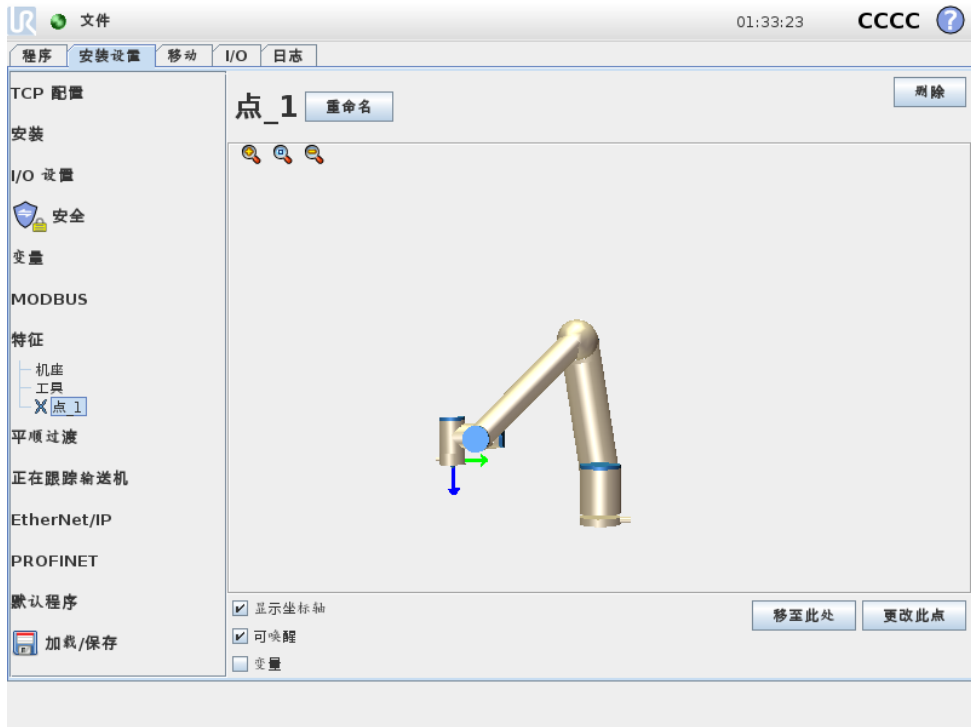 UR 文件 01:33:23 CCCC ?
程序 安装设置 移动 I/O 日志
TCP 配置
安装
I/O 设置
安全
变量
MODBUS
特征
机座
工具
点_1
平顺过渡
正在跟踪输送机
EtherNet/IP
PROFINET
默认程序
加载/保存
点_1 重命名 删除
显示坐标轴
可唤醒
变量
移至此处 更改此点